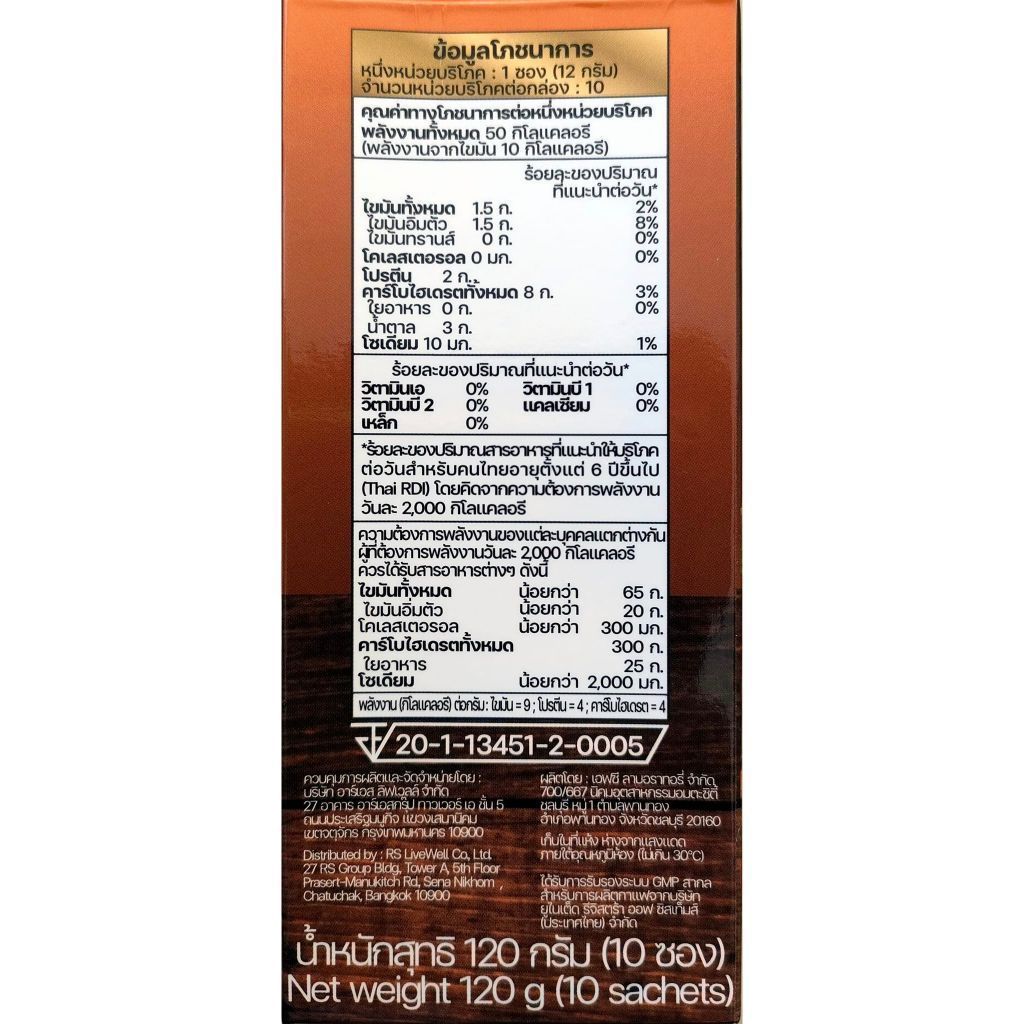 ข้อมูลโภชนาการ
หนึ่งหน่วยบริโภค : 1 ซอง (12 กรัม)
จำนวนหน่วยบริโภคต่อกล่อง : 10
คุณค่าทางโภชนาการต่อหนึ่งหน่วยบริโภค
พลังงานทั้งหมด 50 กิโลแคลอรี
(พลังงานจากไขมัน 10 กิโลแคลอรี)
ร้อยละของปริมาณ
ที่แนะนำต่อวัน*
ไขมันทั้งหมด 1.5 ก. 2%
ไขมันอิ่มตัว 1.5 ก. 8%
ไขมันทรานส์ 0 ก. 0%
โคเลสเตอรอล 0 มก. 0%
โปรตีน 2 ก.
คาร์โบไฮเดรตทั้งหมด 8 ก. 3%
ใยอาหาร 0 ก. 0%
น้ำตาล 3 ก.
โซเดียม 10 มก. 1%
ร้อยละของปริมาณที่แนะนำต่อวัน*
วิตามินเอ 0% วิตามินบี 1 0%
วิตามินบี 2 0% แคลเซียม 0%
เหล็ก 0%
*ร้อยละของปริมาณสารอาหารที่แนะนำให้บริโภค
ต่อวันสำหรับคนไทยอายุตั้งแต่ 6 ปีขึ้นไป
(Thai RDI) โดยคิดจากความต้องการพลังงาน
วันละ 2,000 กิโลแคลอรี
ความต้องการพลังงานของแต่ละบุคคลแตกต่างกัน
ผู้ที่ต้องการพลังงานวันละ 2,000 กิโลแคลอรี
ควรได้รับสารอาหารต่างๆ ดังนี้
ไขมันทั้งหมด น้อยกว่า 65 ก.
ไขมันอิ่มตัว น้อยกว่า 20 ก.
โคเลสเตอรอล น้อยกว่า 300 มก.
คาร์โบไฮเดรตทั้งหมด 300 ก.
ใยอาหาร 25 ก.
โซเดียม น้อยกว่า 2,000 มก.
พลังงาน (กิโลแคลอรี) ต่อกรัม : ไขมัน = 9 ; โปรตีน = 4 ; คาร์โบไฮเดรต = 4
20-1-13451-2-0005
ควบคุมการผลิตและจัดจำหน่ายโดย :
บริษัท อาร์เอส ลิฟเวลล์ จำกัด
27 อาคาร อาร์เอสกรุ๊ป ทาวเวอร์ เอ ชั้น 5
ถนนประเสริฐมนูกิจ แขวงเสนานิคม
เขตจตุจักร กรุงเทพมหานคร 10900
Distributed by : RS LiveWell Co., Ltd.
27 RS Group Bldg, Tower A, 5th Floor
Prasert-Manukitch Rd, Sena Nikhom ,
Chatuchak, Bangkok 10900
ผลิตโดย : เอฟซี ลาบอราทอรี่ จำกัด
700/667 นิคมอุตสาหกรรมอมตะซิตี้
ชลบุรี หมู่ 1 ตำบลพานทอง
อำเภอพานทอง จังหวัดชลบุรี 20160
เก็บในที่แห้ง ห่างจากแสงแดด
ภายใต้อุณหภูมิห้อง (ไม่เกิน 30°C)
ได้รับการรับรองระบบ GMP สากล
สำหรับการผลิตกาแฟจากบริษัท
ยูไนเต็ด รีจิสตร้า ออฟ ซิสเท็มส์
(ประเทศไทย) จำกัด
น้ำหนักสุทธิ 120 กรัม (10 ซอง)
Net weight 120 g (10 sachets)